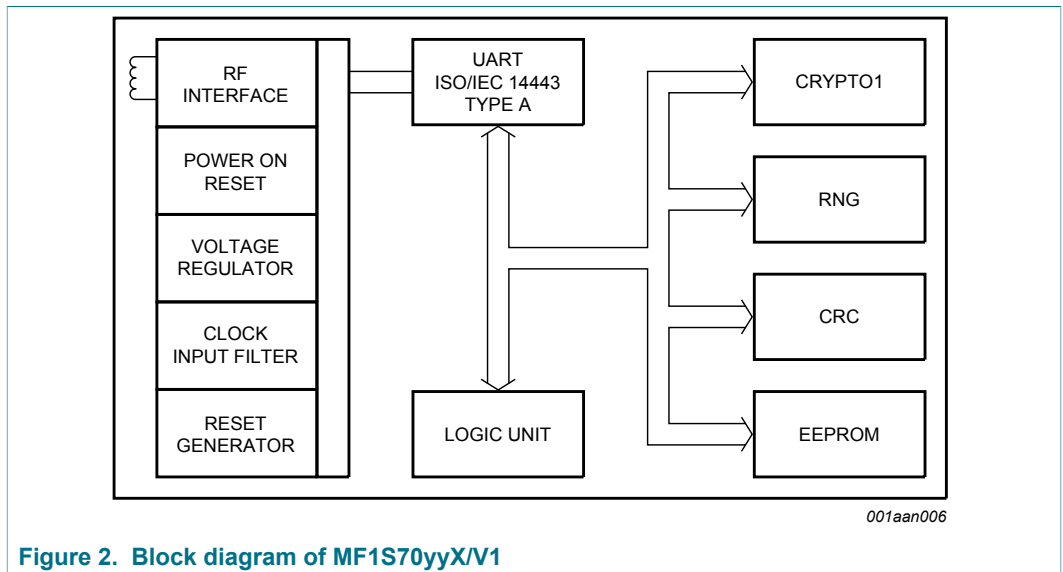 RF
INTERFACE
POWER ON
RESET
VOLTAGE
REGULATOR
CLOCK
INPUT FILTER
RESET
GENERATOR
UART
ISO/IEC 14443
TYPE A
LOGIC UNIT
CRYPTO1
RNG
CRC
EEPROM
001aan006
Figure 2. Block diagram of MF1S70yyX/V1